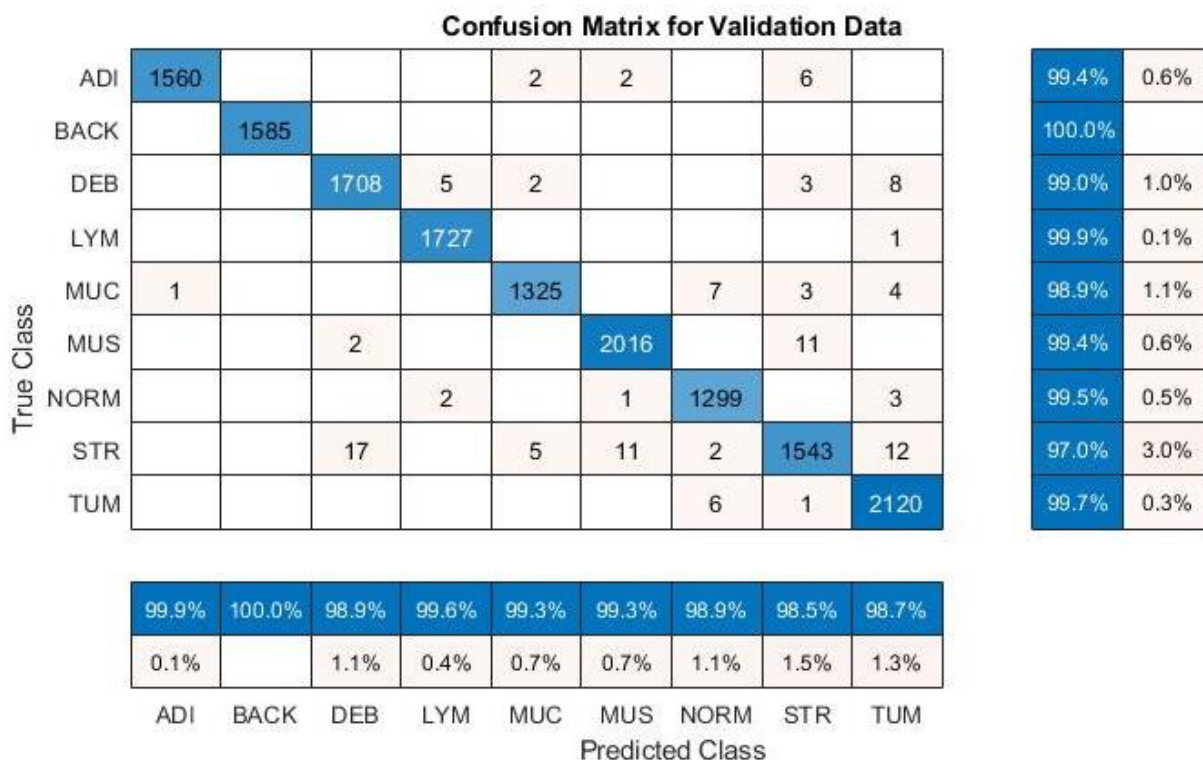 Confusion Matrix for Validation Data
True Class
ADI 1560 2 2 6 99.4% 0.6%
BACK 1585 100.0%
DEB 1708 5 2 3 8 99.0% 1.0%
LYM 1727 1 99.9% 0.1%
MUC 1 1325 7 3 4 98.9% 1.1%
MUS 2 2016 11 99.4% 0.6%
NORM 2 1 1299 3 99.5% 0.5%
STR 17 5 11 2 1543 12 97.0% 3.0%
TUM 6 1 2120 99.7% 0.3%
99.9% 100.0% 98.9% 99.6% 99.3% 99.3% 98.9% 98.5% 98.7%
0.1% 1.1% 0.4% 0.7% 0.7% 1.1% 1.5% 1.3%
ADI BACK DEB LYM MUC MUS NORM STR TUM
Predicted Class